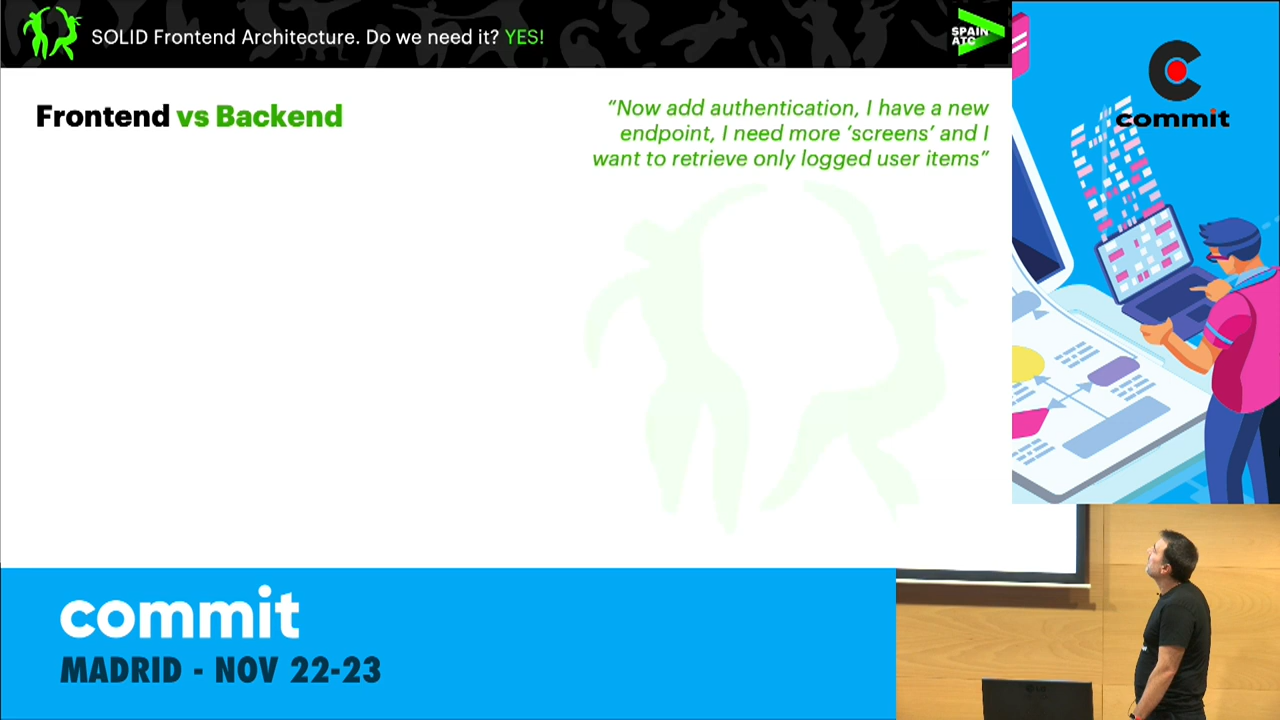 SOLID Frontend Architecture. Do we need it? YES!
SPAIN
ATC
Frontend vs Backend
“Now add authentication, I have a new
endpoint, I need more ‘screens’ and I
want to retrieve only logged user items”
commit
commit
MADRID - NOV 22-23
LG